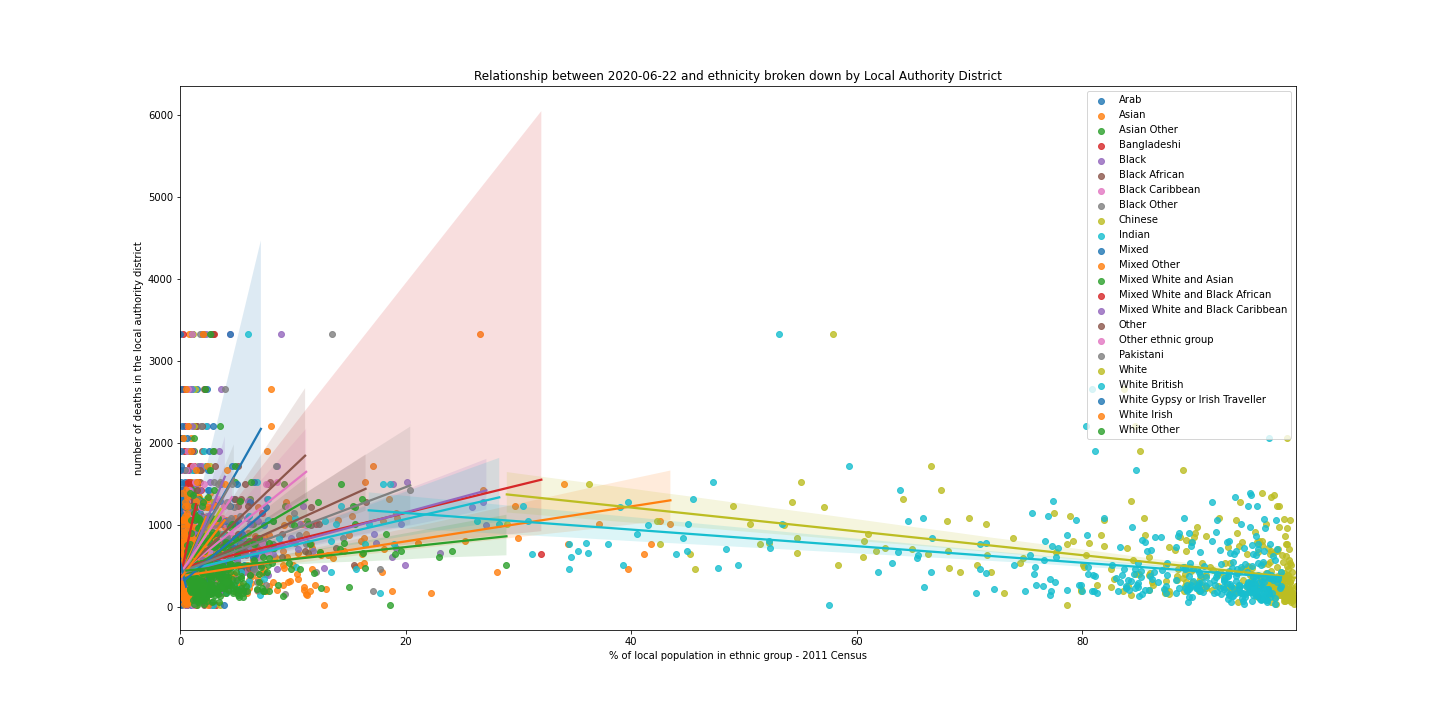 Relationship between 2020-06-22 and ethnicity broken down by Local Authority District
number of deaths in the local authority district
6000
5000
4000
3000
2000
1000
0
0 20 40 60 80
% of local population in ethnic group - 2011 Census
Arab
Asian
Asian Other
Bangladeshi
Black
Black African
Black Caribbean
Black Other
Chinese
Indian
Mixed
Mixed Other
Mixed White and Asian
Mixed White and Black African
Mixed White and Black Caribbean
Other
Other ethnic group
Pakistani
White
White British
White Gypsy or Irish Traveller
White Irish
White Other